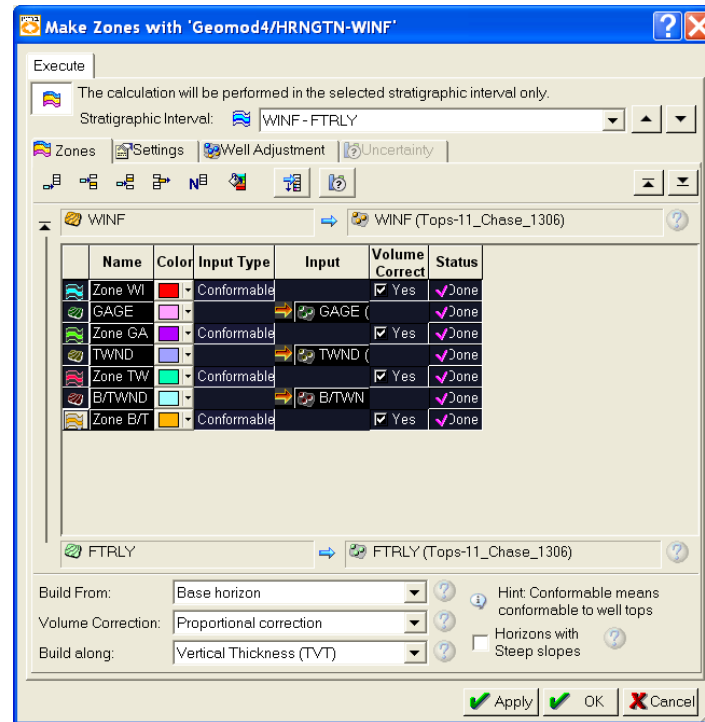 Make Zones with 'Geomod4/HRNGTN-WINF'
Execute
The calculation will be performed in the selected stratigraphic interval only.
Stratigraphic Interval: WINF - FTRLY
Zones Settings Well Adjustment Uncertainty
WINF WINF (Tops-11_Chase_1306)
Name Color Input Type Input Volume Correct Status
Zone WI Conformable Yes Done
GAGE GAGE ( Done
Zone GA Conformable Yes Done
TWND TWND ( Done
Zone TW Conformable Yes Done
B/TWND B/TWN Done
Zone B/T Conformable Yes Done
FTRLY FTRLY (Tops-11_Chase_1306)
Build From: Base horizon
Hint: Conformable means
conformable to well tops
Volume Correction: Proportional correction
Horizons with
Steep slopes
Build along: Vertical Thickness (TVT)
Apply OK Cancel